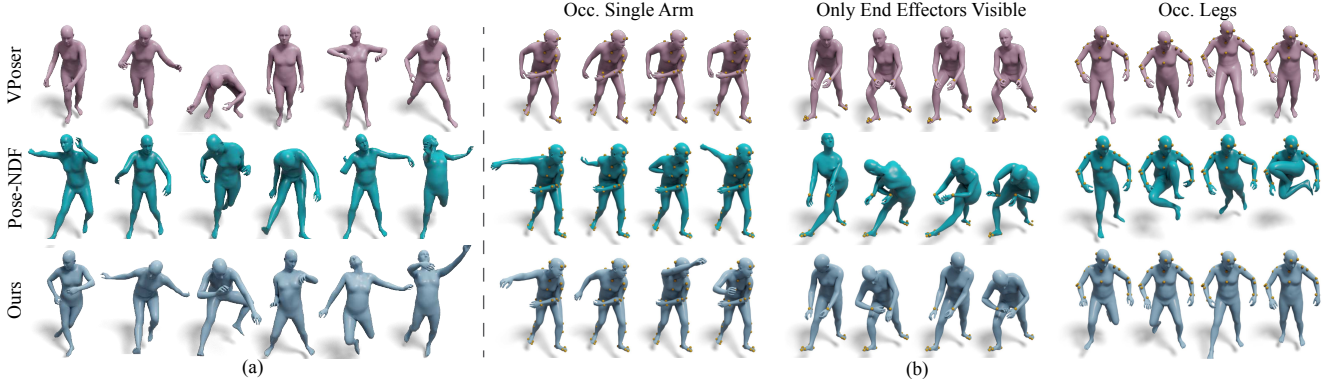 Occ. Single Arm
Only End Effectors Visible
Occ. Legs
VPoser
Pose-NDF
Ours
(a)
(b)